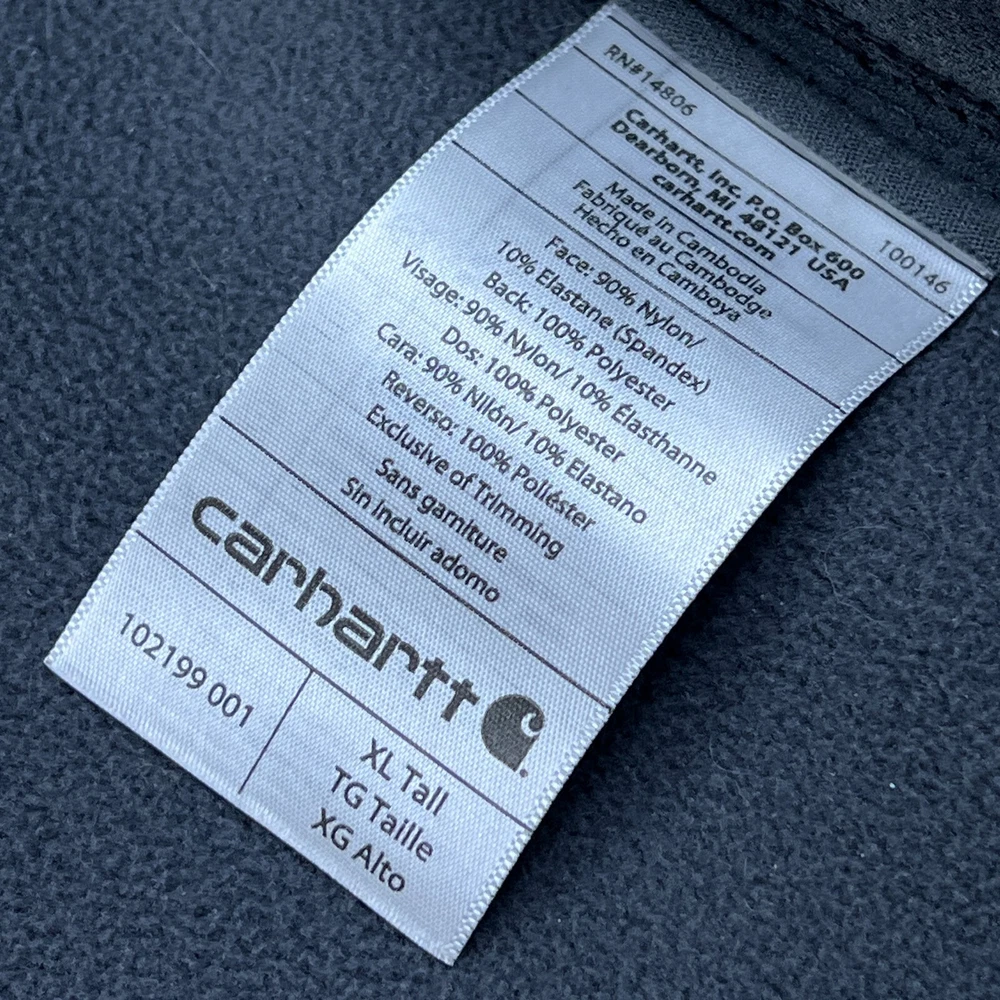 RN#14806
100146
Carhartt, Inc. P.O. Box 600
Dearborn, MI 48121 USA
carhartt.com
Made in Cambodia
Fabriqué au Cambodge
Hecho en Camboya
Face: 90% Nylon/
10% Elastane (Spandex)
Back: 100% Polyester
Visage: 90% Nylon/ 10% Élasthanne
Dos: 100% Polyester
Cara: 90% Nilón/ 10% Elastano
Reverso: 100% Poliéster
Exclusive of Trimming
Sans garniture
Sin incluir adorno
carhartt
102199 001
XL Tall
TG Taille
XG Alto